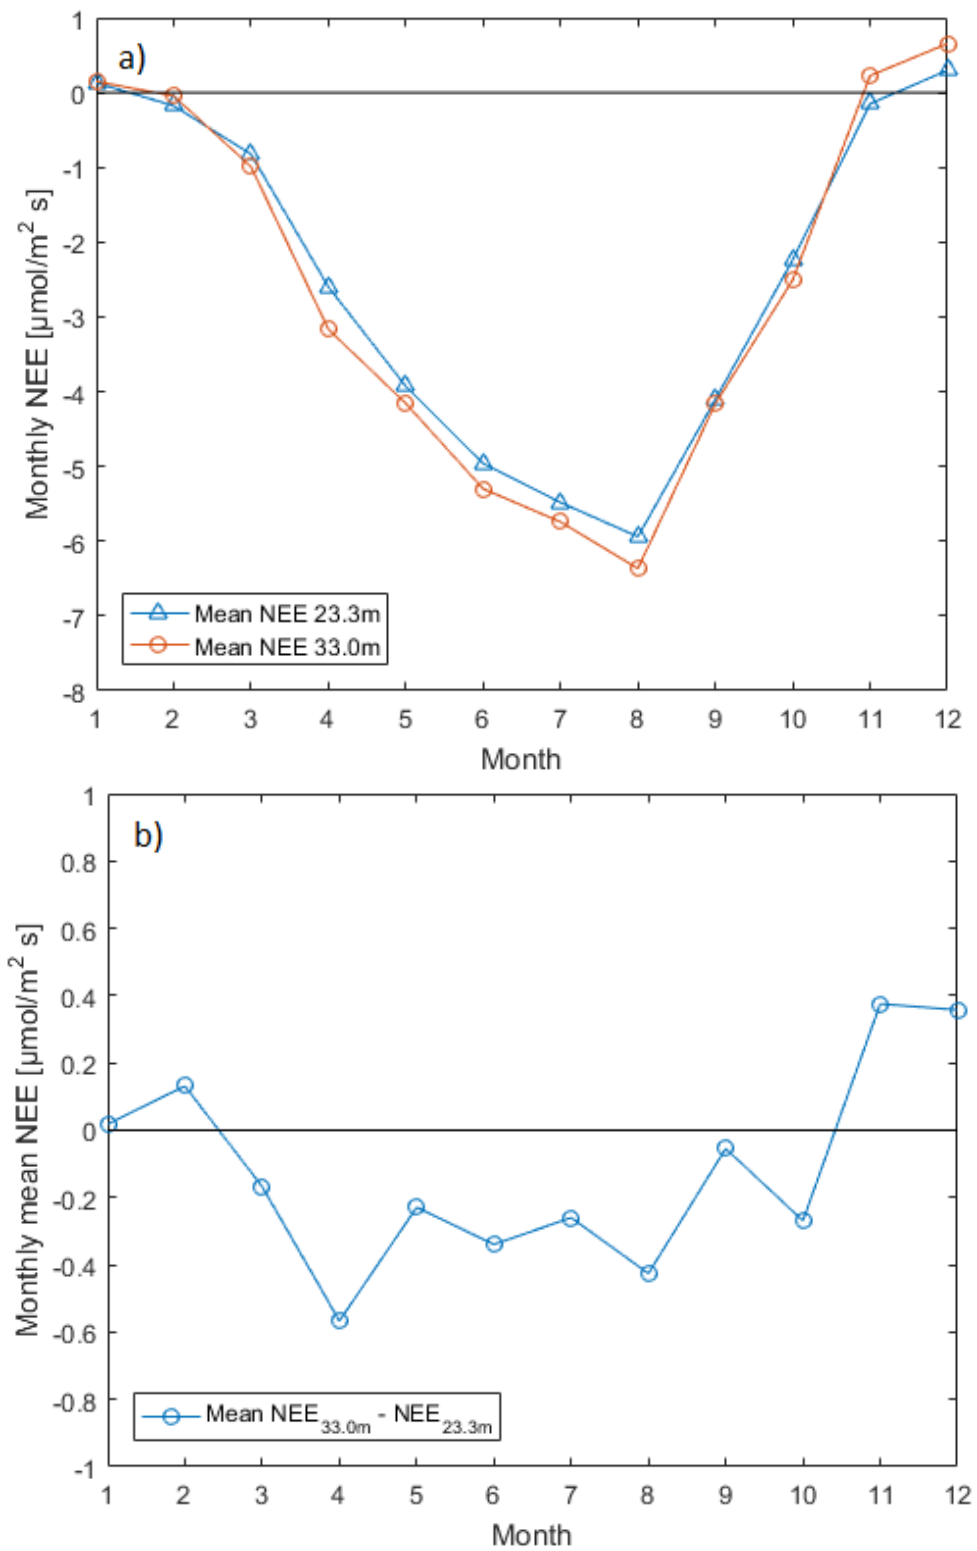 a)
1
0
-1
-2
-3
-4
-5
-6
-7
-8
Monthly NEE [µmol/m² s]
Mean NEE 23.3m
Mean NEE 33.0m
1 2 3 4 5 6 7 8 9 10 11 12
Month
b)
1
0.8
0.6
0.4
0.2
0
-0.2
-0.4
-0.6
-0.8
-1
Monthly mean NEE [µmol/m² s]
Mean NEE33.0m - NEE23.3m
1 2 3 4 5 6 7 8 9 10 11 12
Month